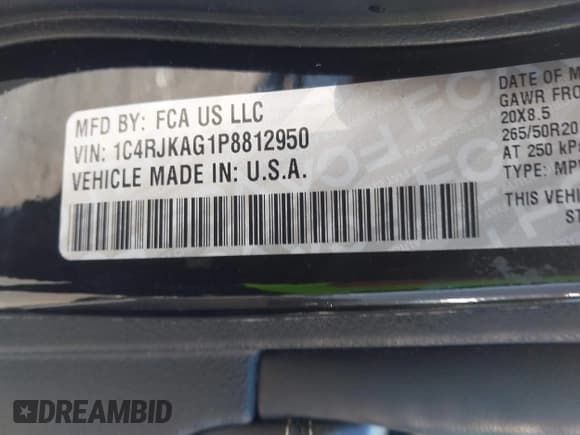 MFD BY: FCA US LLC
VIN: 1C4RJKAG1P8812950
VEHICLE MADE IN: U.S.A.
DATE OF M
GAWR FRO
20X8.5
265/50R20
AT 250 kPa
TYPE: MP
THIS VEHI
ST
DREAMBID